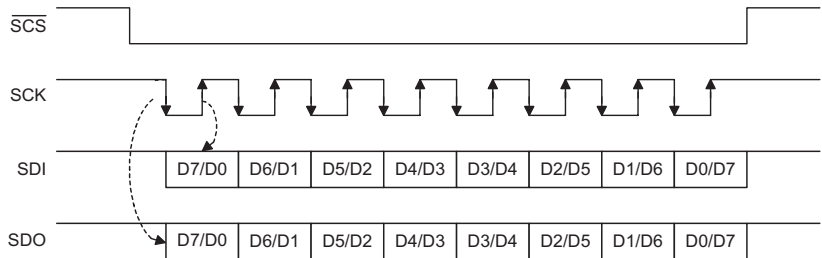 SCS
SCK
SDI D7/D0 D6/D1 D5/D2 D4/D3 D3/D4 D2/D5 D1/D6 D0/D7
SDO D7/D0 D6/D1 D5/D2 D4/D3 D3/D4 D2/D5 D1/D6 D0/D7